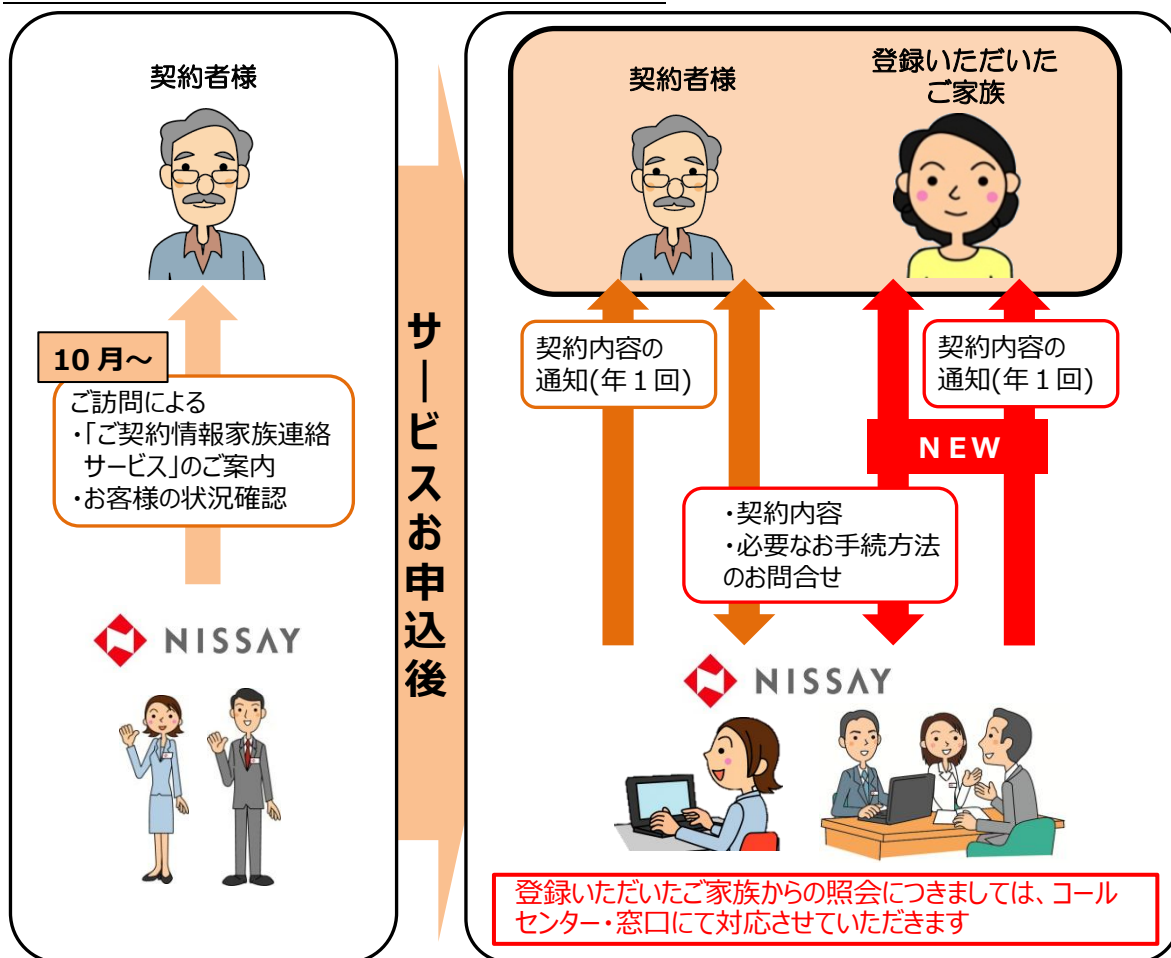 契約者様
10月～
ご訪問による
・「ご契約情報家族連絡
サービス」のご案内
・お客様の状況確認
NISSAY
サービスお申込後
契約者様
登録いただいた
ご家族
契約内容の
通知(年１回)
契約内容の
通知(年１回)
ＮＥＷ
・契約内容
・必要なお手続方法
のお問合せ
NISSAY
登録いただいたご家族からの照会につきましては、コール
センター・窓口にて対応させていただきます